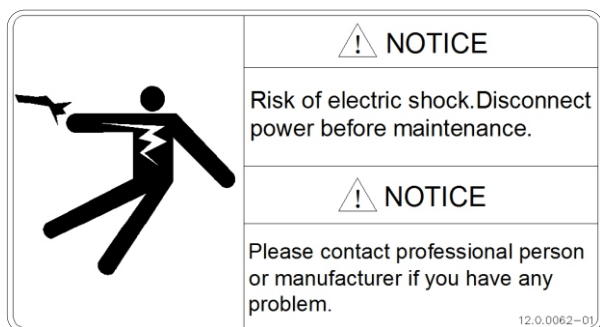 NOTICE
Risk of electric shock.Disconnect
power before maintenance.
NOTICE
Please contact professional person
or manufacturer if you have any
problem.
12.0.0062-01